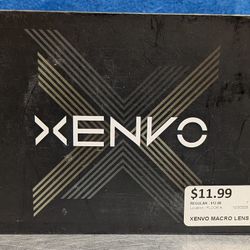 XENVO
$11.99
REGULAR
XENVO MACRO LENS